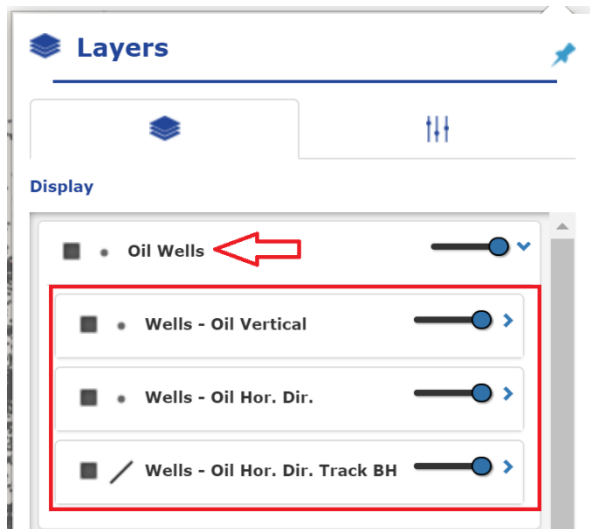 Layers
Display
Oil Wells
Wells - Oil Vertical
Wells - Oil Hor. Dir.
Wells - Oil Hor. Dir. Track BH